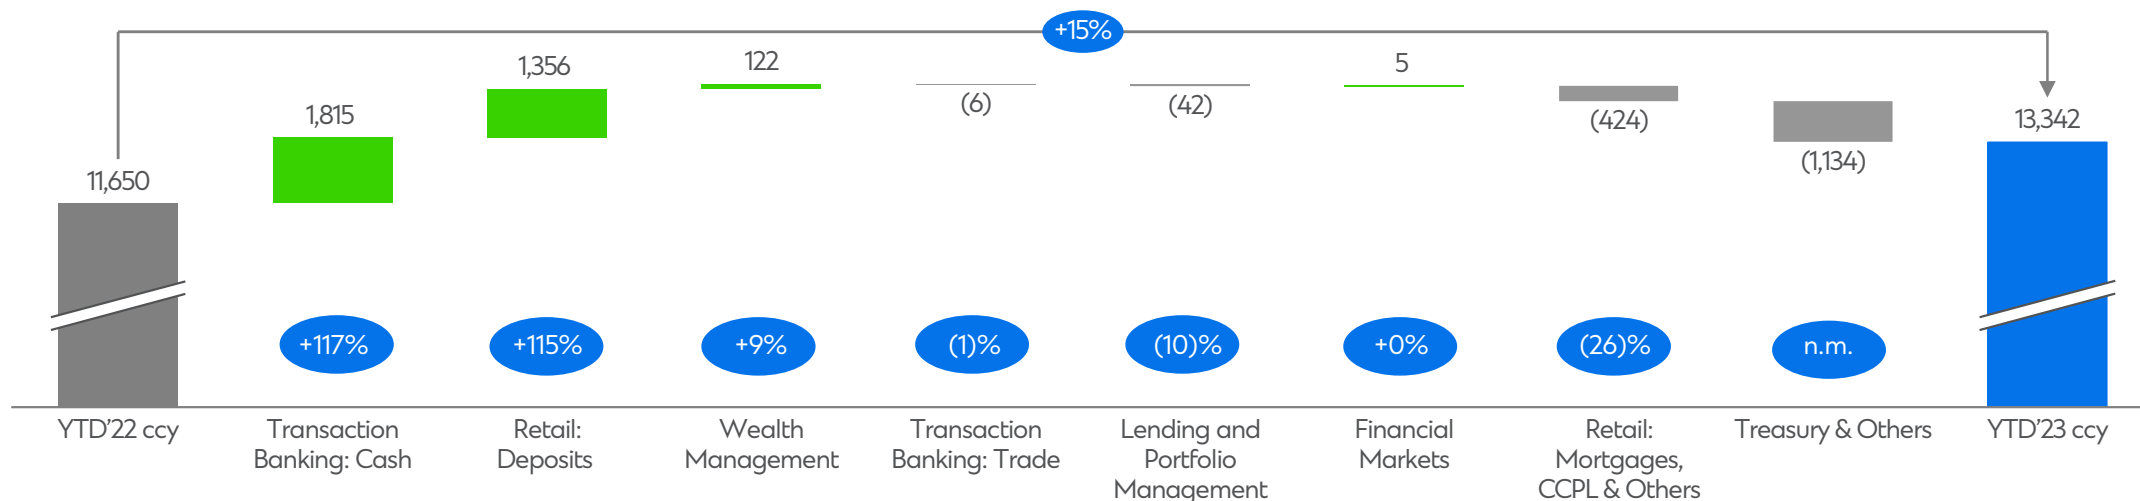 +15%
11,650
1,815
1,356
122
(6)
(42)
5
(424)
(1,134)
13,342
+117%
+115%
+9%
(1)%
(10)%
+0%
(26)%
n.m.
YTD'22 ccy
Transaction
Banking: Cash
Retail:
Deposits
Wealth
Management
Transaction
Banking: Trade
Lending and
Portfolio
Management
Financial
Markets
Retail:
Mortgages,
CCPL & Others
Treasury & Others
YTD'23 ccy